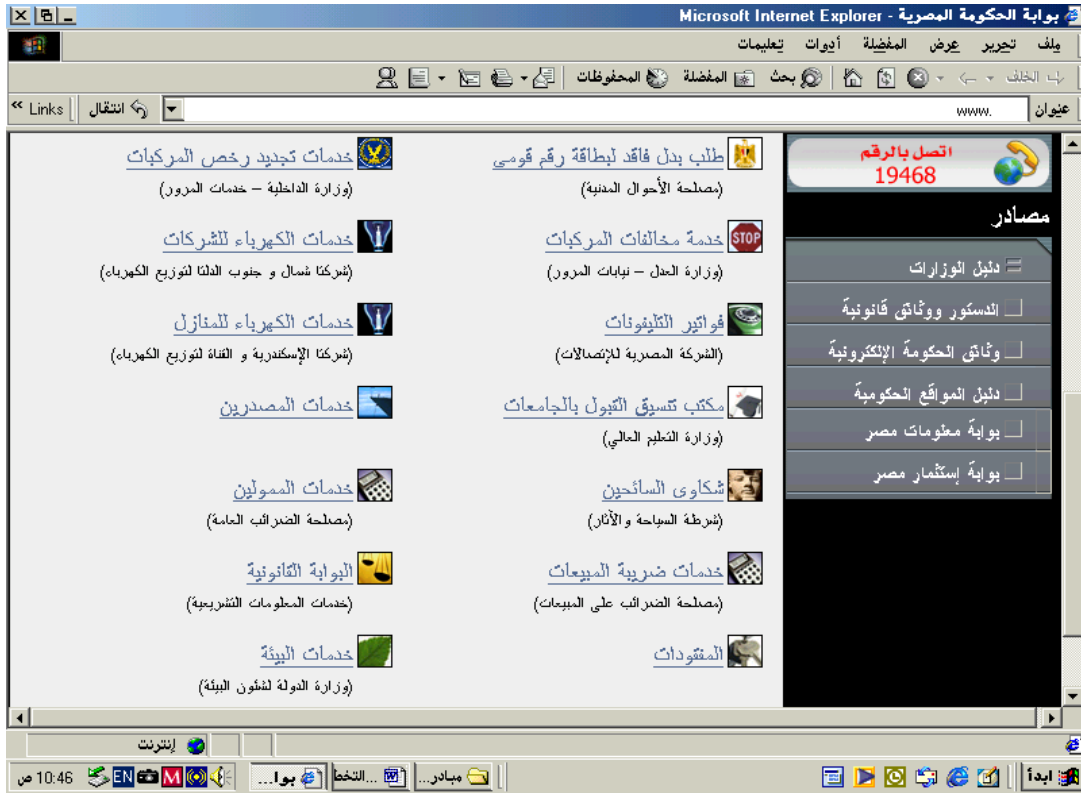 بوابة الحكومة المصرية - Microsoft Internet Explorer
ملف تحرير عرض المفضلة أدوات تعليمات
الخلف بحث المفضلة المحفوظات
عنوان www. انتقال Links »
اتصل بالرقم
19468
مصادر
دليل الوزارات
الدستور ووثائق قانونية
وثائق الحكومة الإلكترونية
دليل المواقع الحكومية
بوابة معلومات مصر
بوابة إستثمار مصر
طلب بدل فاقد لبطاقة رقم قومى
(مصلحة الأحوال المدنية)
خدمات تجديد رخص المركبات
(وزارة الداخلية – خدمات المرور)
STOP
خدمة مخالفات المركبات
(وزارة العدل – نيابات المرور)
خدمات الكهرباء للشركات
(شركتا شمال و جنوب الدلتا لتوزيع الكهرباء)
فواتير التليفونات
(الشركة المصرية للإتصالات)
خدمات الكهرباء للمنازل
(شركتا الإسكندرية و القناة لتوزيع الكهرباء)
مكتب تنسيق القبول بالجامعات
(وزارة التعليم العالي)
خدمات المصدرين
شكاوى السائحين
(شرطة السياحة والآثار)
خدمات الممولين
(مصلحة الضرائب العامة)
خدمات ضريبة المبيعات
(مصلحة الضرائب على المبيعات)
البوابة القانونية
(خدمات المعلومات التشريعية)
المفقودات
خدمات البيئة
(وزارة الدولة لشئون البيئة)
إنترنت
ابدأ مبادر... التخط... بوا... EN 10:46 ص